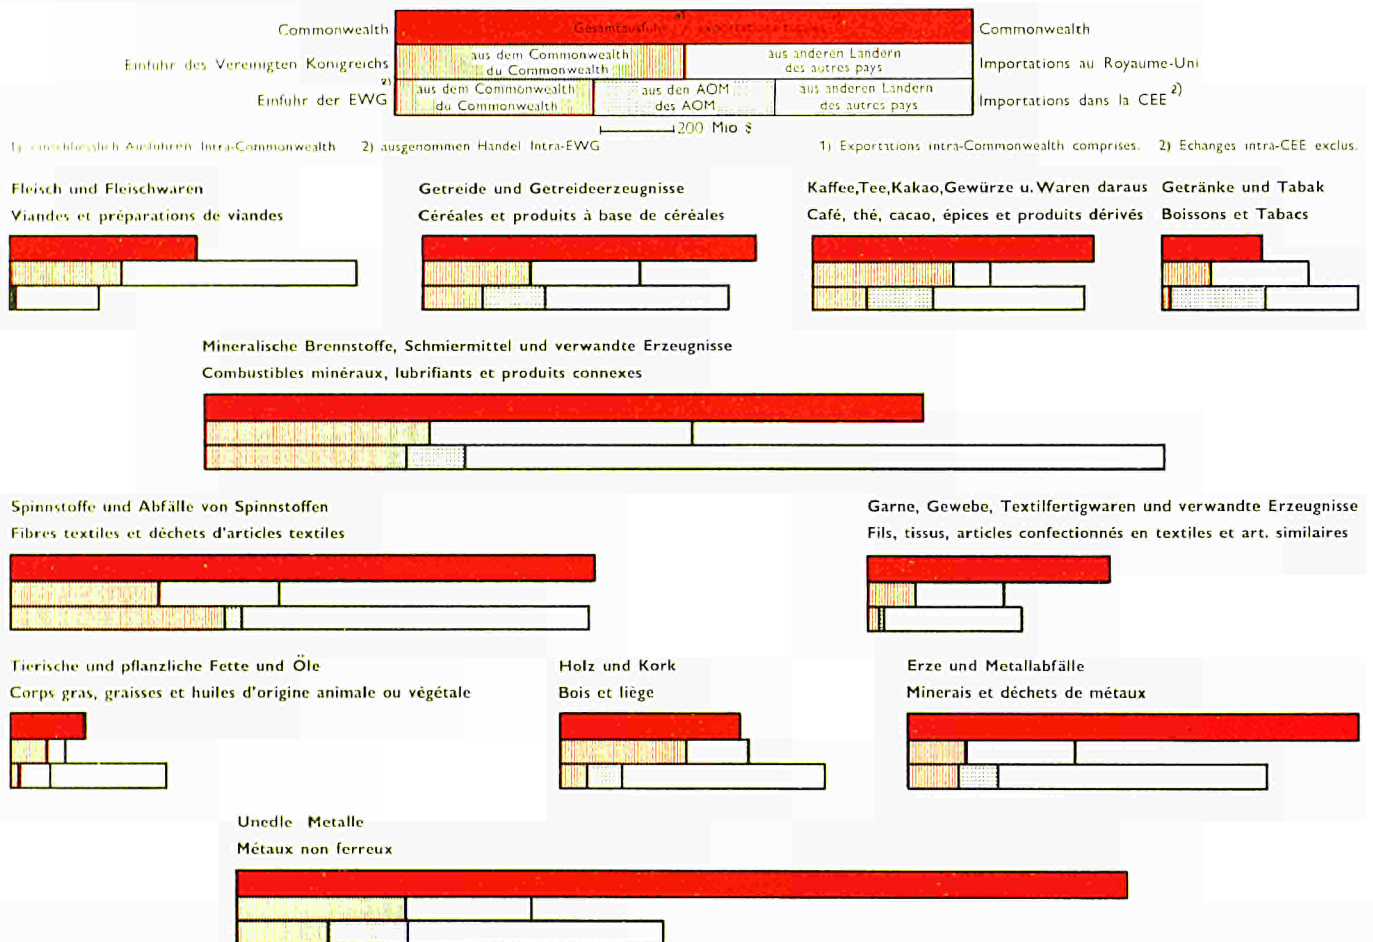 Commonwealth
Gesamtausfuhr
Commonwealth
Einfuhr des Vereinigten Königreichs
aus dem Commonwealth
du Commonwealth
aus anderen Ländern
des autres pays
Importations au Royaume-Uni
Einfuhr der EWG 2)
aus dem Commonwealth
du Commonwealth
aus den AOM
des AOM
aus anderen Ländern
des autres pays
Importations dans la CEE 2)
200 Mio $
1) einschliesslich Ausfuhren Intra-Commonwealth 2) ausgenommen Handel Intra-EWG
1) Exportations intra-Commonwealth comprises. 2) Echanges intra-CEE exclus.
Fleisch und Fleischwaren
Viandes et préparations de viandes
Getreide und Getreideerzeugnisse
Céréales et produits à base de céréales
Kaffee,Tee,Kakao,Gewürze u. Waren daraus
Café, thé, cacao, épices et produits dérivés
Getränke und Tabak
Boissons et Tabacs
Mineralische Brennstoffe, Schmiermittel und verwandte Erzeugnisse
Combustibles minéraux, lubrifiants et produits connexes
Spinnstoffe und Abfälle von Spinnstoffen
Fibres textiles et déchets d'articles textiles
Garne, Gewebe, Textilfertigwaren und verwandte Erzeugnisse
Fils, tissus, articles confectionnés en textiles et art. similaires
Tierische und pflanzliche Fette und Öle
Corps gras, graisses et huiles d'origine animale ou végétale
Holz und Kork
Bois et liège
Erze und Metallabfälle
Minerais et déchets de métaux
Unedle Metalle
Métaux non ferreux